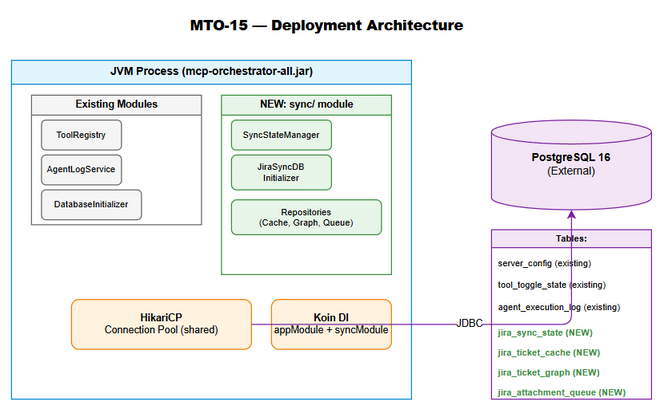 MTO-15 — Deployment Architecture
JVM Process (mcp-orchestrator-all.jar)
Existing Modules
ToolRegistry
AgentLogService
DatabaseInitializer
NEW: sync/ module
SyncStateManager
JiraSyncDB
Initializer
Repositories
(Cache, Graph, Queue)
HikariCP
Connection Pool (shared)
Koin DI
appModule + syncModule
JDBC
PostgreSQL 16
(External)
Tables:
server_config (existing)
tool_toggle_state (existing)
agent_execution_log (existing)
jira_sync_state (NEW)
jira_ticket_cache (NEW)
jira_ticket_graph (NEW)
jira_attachment_queue (NEW)